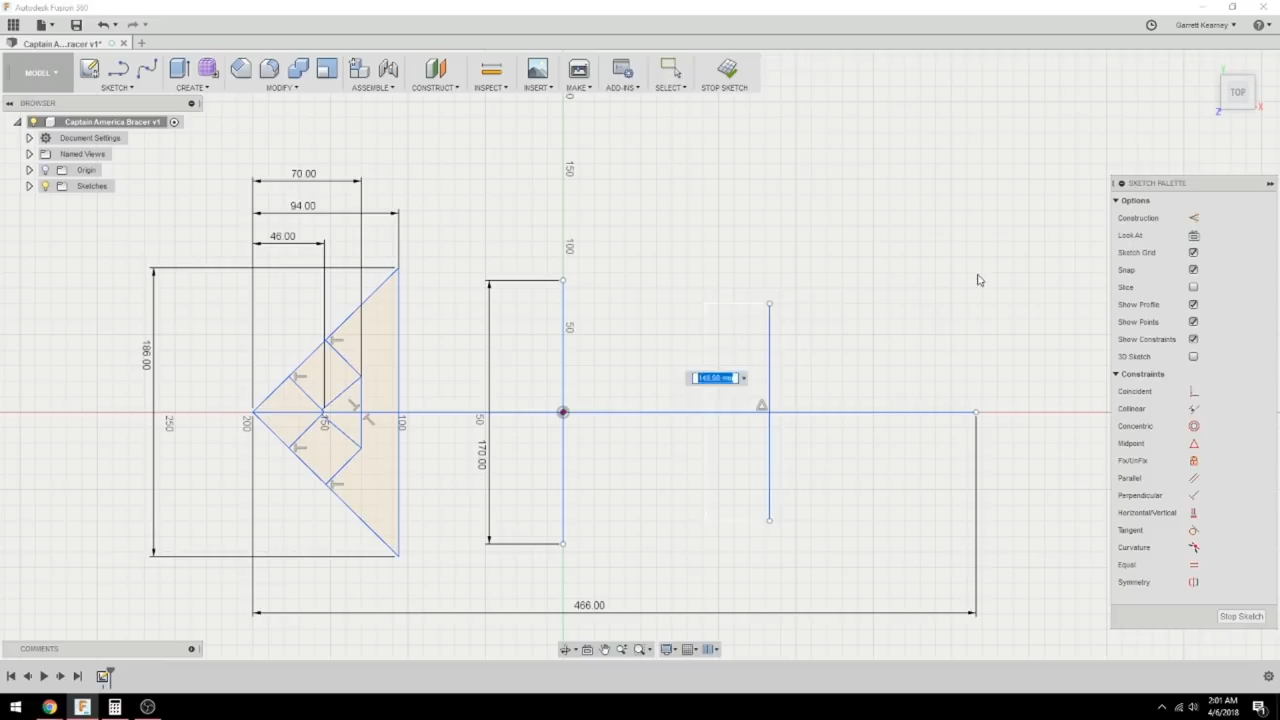 Autodesk Fusion 360
Garrett Kearney
Captain A...racer v1*
MODEL
SKETCH
CREATE
MODIFY
ASSEMBLE
CONSTRUCT
INSPECT
INSERT
MAKE
ADD-INS
SELECT
STOP SKETCH
BROWSER
Captain America Bracer v1
Document Settings
Named Views
Origin
Sketches
TOP
Y
X
Z
70.00
94.00
46.00
186.00
170.00
466.00
150
100
50
50
100
200
250
SKETCH PALETTE
Options
Construction
Look At
Sketch Grid
Snap
Slice
Show Profile
Show Points
Show Constraints
3D Sketch
Constraints
Coincident
Collinear
Concentric
Midpoint
Fix/UnFix
Parallel
Perpendicular
Horizontal/Vertical
Tangent
Curvature
Equal
Symmetry
Stop Sketch
COMMENTS
2:01 AM
4/6/2018